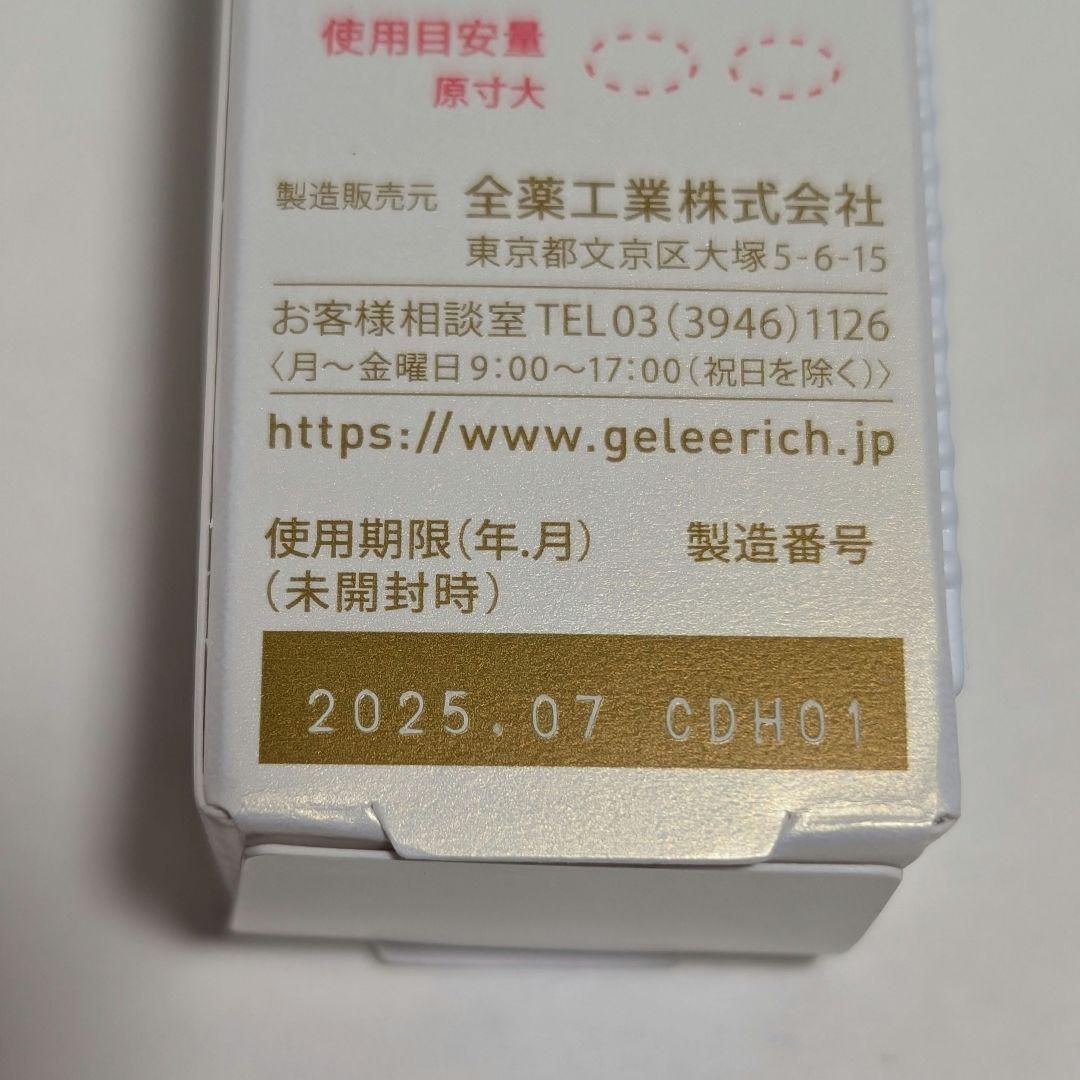 使用目安量
原寸大
製造販売元 全薬工業株式会社
東京都文京区大塚5-6-15
お客様相談室 TEL03(3946)1126
〈月〜金曜日9:00〜17:00(祝日を除く)〉
https://www.geleerich.jp
使用期限(年.月) 製造番号
(未開封時)
2025.07 CDH01